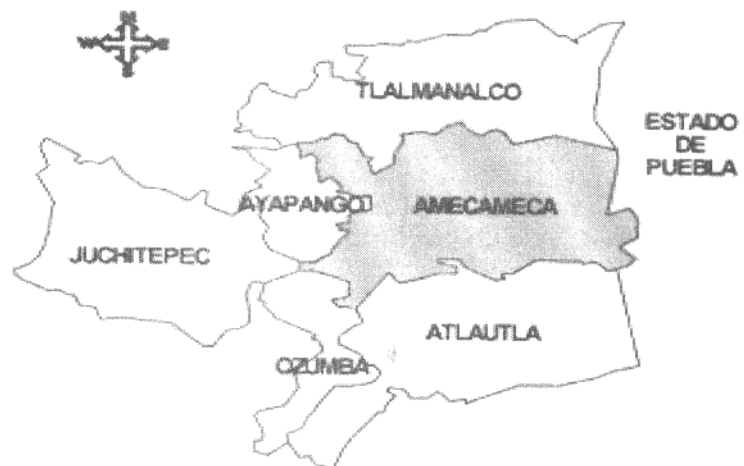 N
W E
S
TLALMANALCO
ESTADO
DE
PUEBLA
AYAPANGO
AMECAMECA
JUCHITEPEC
ATLAUTLA
OZUMBA